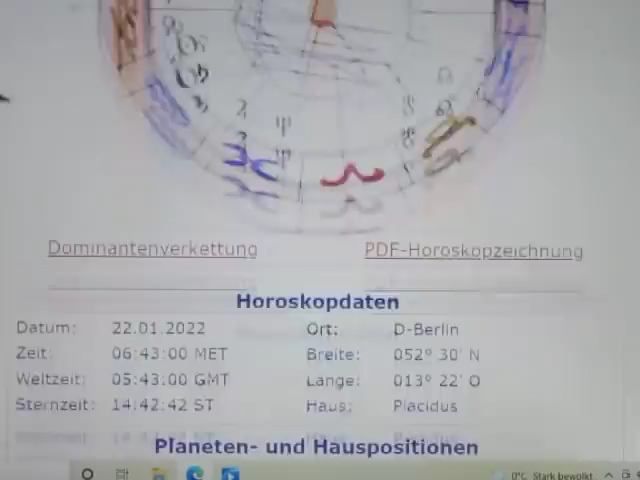 Dominantenverkettung PDF-Horoskopzeichnung
Horoskopdaten
Datum: 22.01.2022 Ort: D-Berlin
Zeit: 06:43:00 MET Breite: 052° 30' N
Weltzeit: 05:43:00 GMT Länge: 013° 22' O
Sternzeit: 14:42:42 ST Haus: Placidus
Planeten- und Hauspositionen
0°C Stark bewölkt